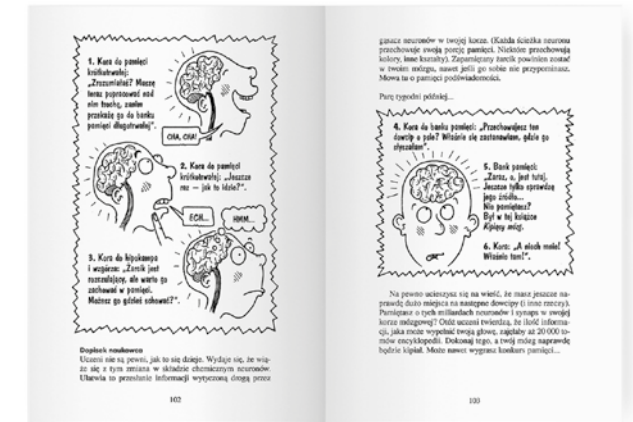 1. Kora do pamięci
krótkotrwałej:
„Zrozumiałaś? Muszę
teraz popracować nad
nim trochę, zanim
przekażę go do banku
pamięci długotrwałej".
CHA, CHA!
2. Kora do pamięci
krótkotrwałej: „Jeszcze
raz – jak to idzie?".
ECH...
HMM...
3. Kora do hipokampa
i wzgórza: „Żarcik jest
rozczulający, ale warto go
zachować w pamięci.
Możesz go gdzieś schować?".
Dopisek naukowca
Uczeni nie są pewni, jak to się dzieje. Wydaje się, że wią-
że się z tym zmiana w składzie chemicznym neuronów.
Ułatwia to przesłanie informacji wytyczoną drogą przez
102
gąszcz neuronów w twojej korze. (Każda ścieżka neuronu
przechowuje swoją porcję pamięci. Niektóre przechowują
kolory, inne kształty). Zapamiętany żarcik powinien zostać
w twoim mózgu, nawet jeśli go sobie nie przypominasz.
Mowa tu o pamięci podświadomości.
Parę tygodni później...
4. Kora do banku pamięci: „Przechowujesz ten
dowcip o psie? Właśnie się zastanawiam, gdzie go
słyszałam".
5. Bank pamięci:
„Zaraz, o, jest tutaj.
Jeszcze tylko sprawdzę
jego źródło...
Nie pamiętasz?
Był w tej książce
Kipiący mózg.
6. Kora: „A niech mnie!
Właśnie tam!".
Na pewno ucieszysz się na wieść, że masz jeszcze na-
prawdę dużo miejsca na następne dowcipy (i inne rzeczy).
Pamiętasz o tych miliardach neuronów i synaps w swojej
korze mózgowej? Otóż uczeni twierdzą, że ilość informa-
cji, jaka może wypełnić twoją głowę, zajęłaby aż 20 000 to-
mów encyklopedii. Dokonaj tego, a twój mózg naprawdę
będzie kipiał. Może nawet wygrasz konkurs pamięci...
103